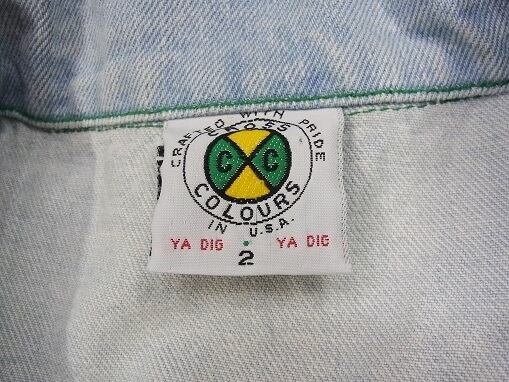 CRAFTED WITH PRIDE
CROSS
C C
COLOURS
IN U.S.A.
YA DIG · YA DIG
2